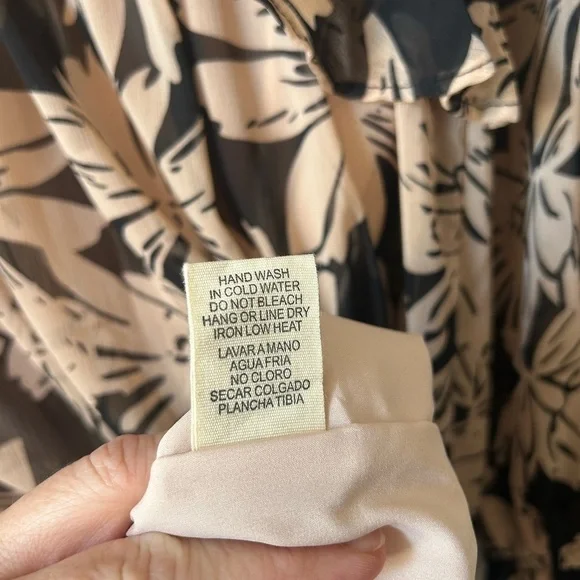 HAND WASH
IN COLD WATER
DO NOT BLEACH
HANG OR LINE DRY
IRON LOW HEAT
LAVAR A MANO
AGUA FRIA
NO CLORO
SECAR COLGADO
PLANCHA TIBIA